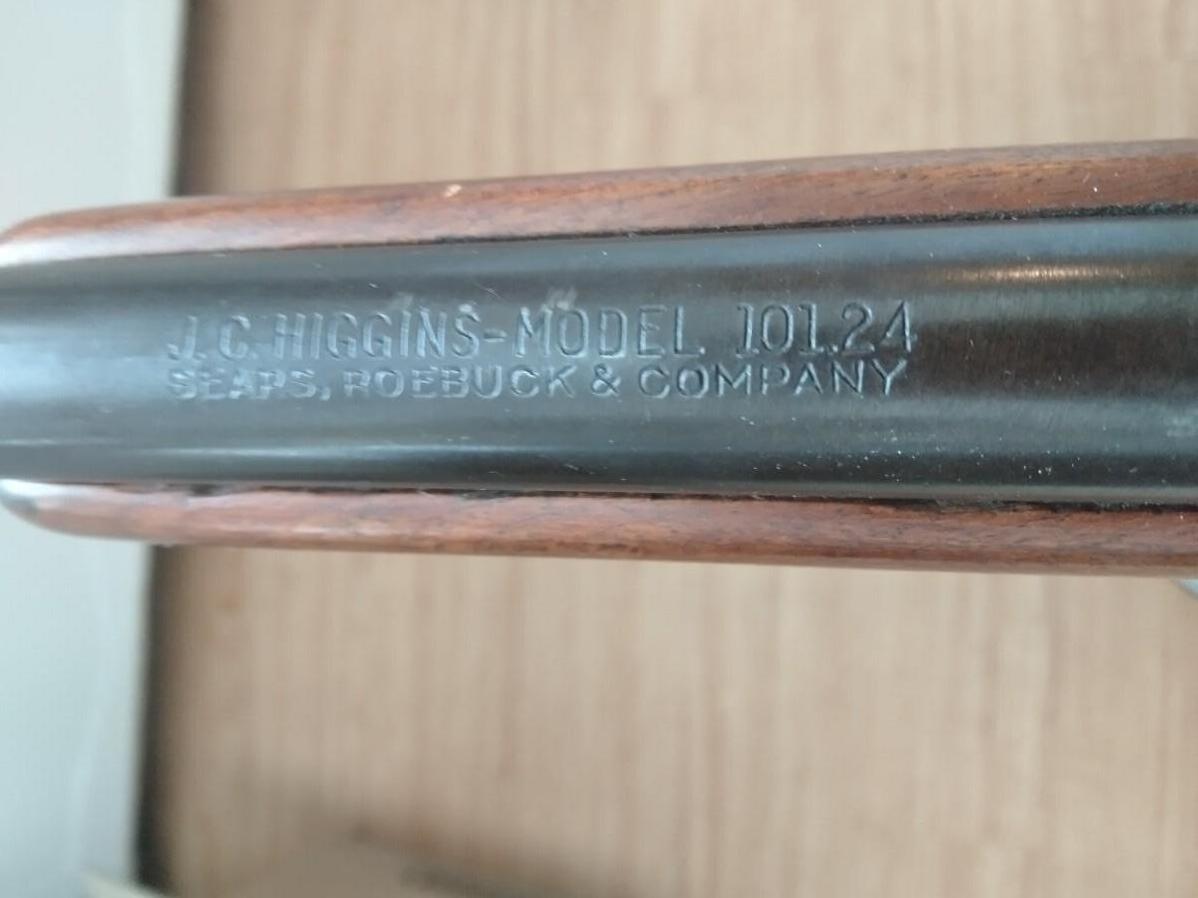 J. C. HIGGINS-MODEL 101.24
SEARS, ROEBUCK & COMPANY